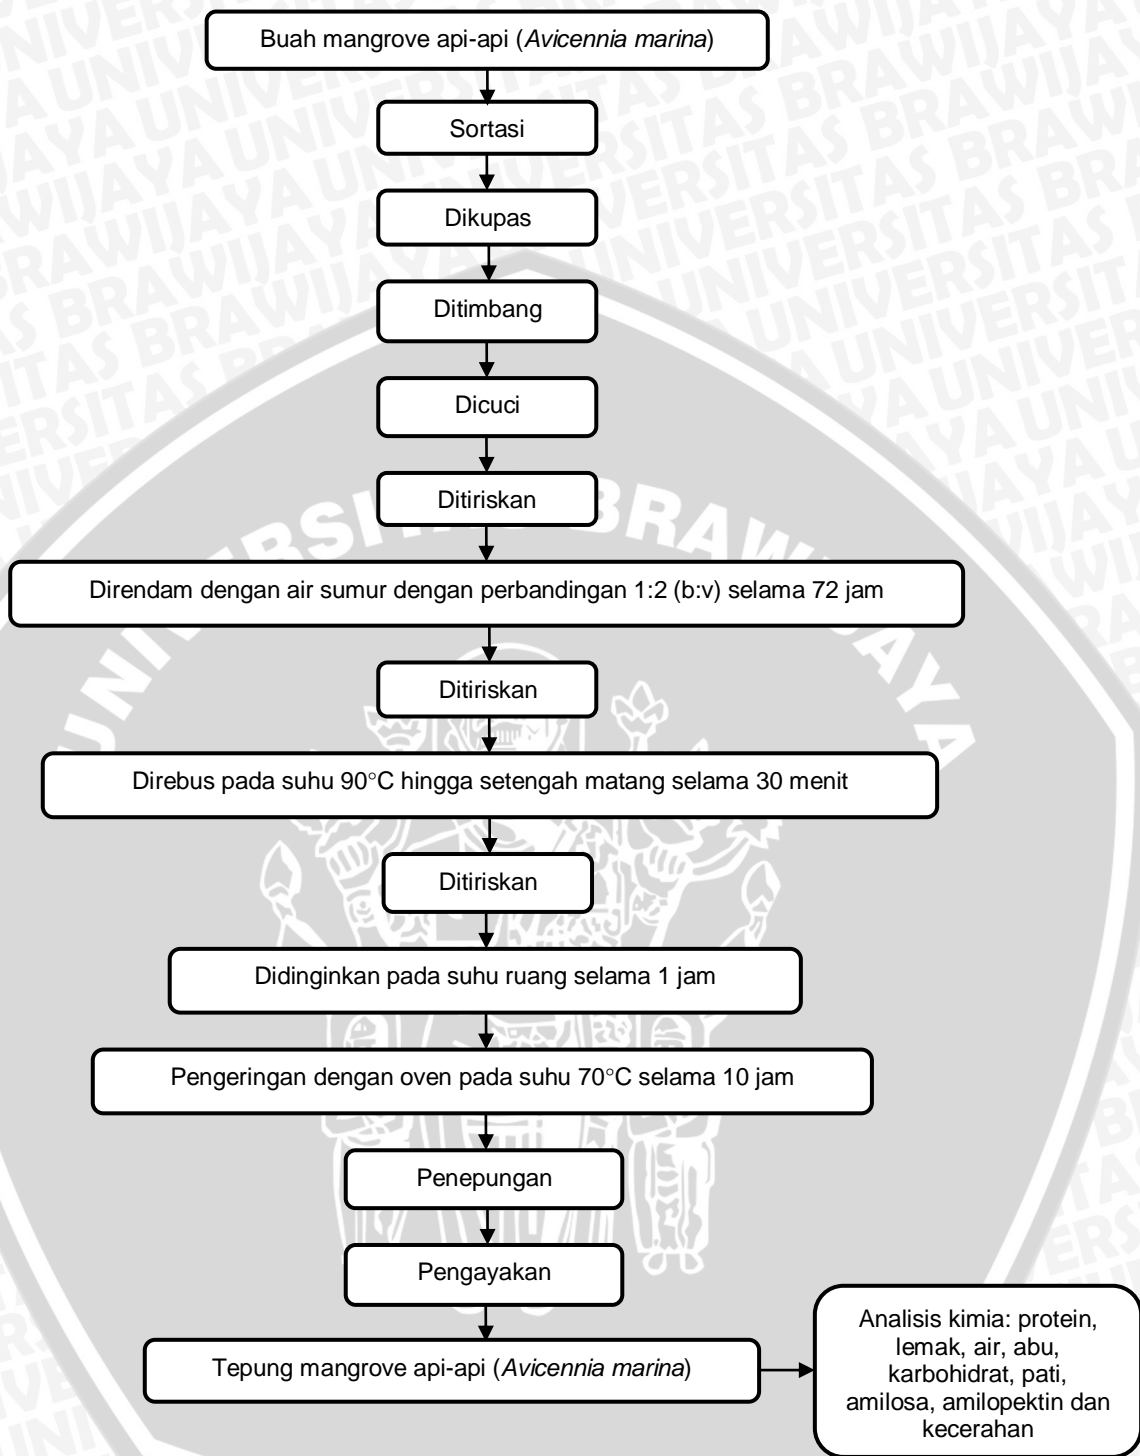 Buah mangrove api-api (Avicennia marina)
Sortasi
Dikupas
Ditimbang
Dicuci
Ditiriskan
Direndam dengan air sumur dengan perbandingan 1:2 (b:v) selama 72 jam
Ditiriskan
Direbus pada suhu 90°C hingga setengah matang selama 30 menit
Ditiriskan
Didinginkan pada suhu ruang selama 1 jam
Pengeringan dengan oven pada suhu 70°C selama 10 jam
Penepungan
Pengayakan
Tepung mangrove api-api (Avicennia marina)
Analisis kimia: protein,
lemak, air, abu,
karbohidrat, pati,
amilosa, amilopektin dan
kecerahan
UNIVERSITAS BRAWIJAYA